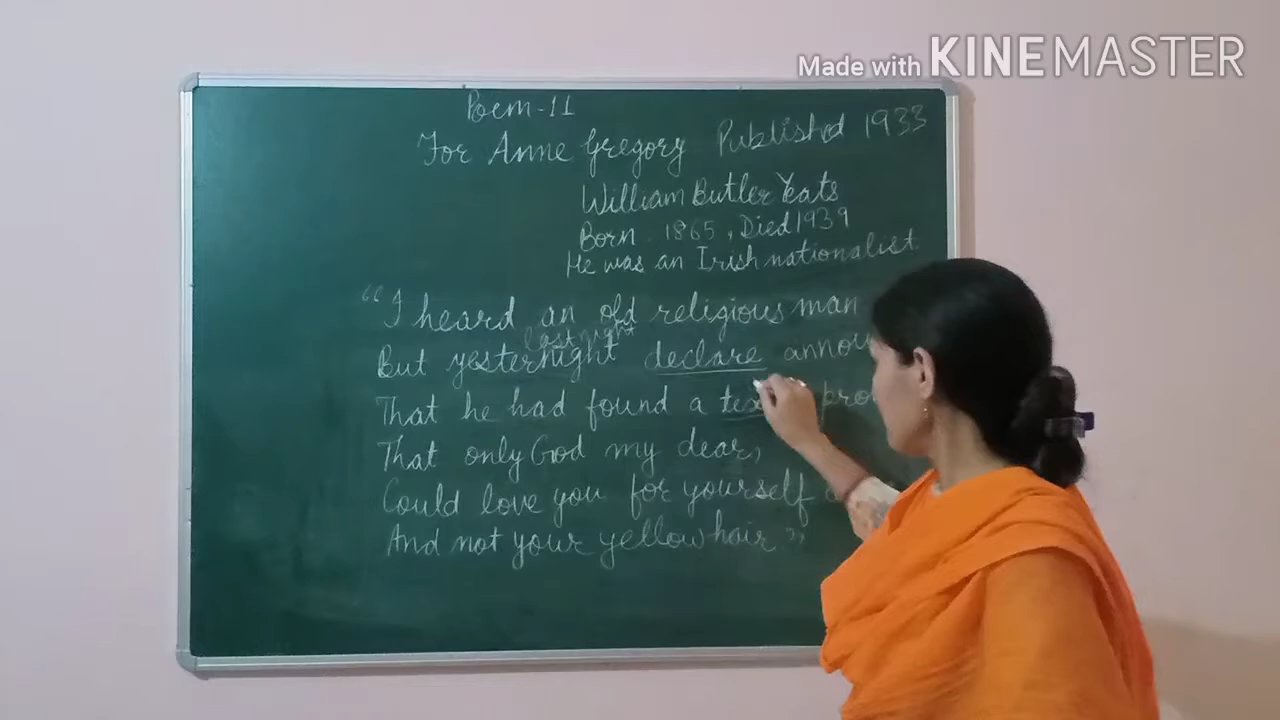 Made with KINEMASTER
Poem-11
For Anne Gregory Published 1933
William Butler Yeats
Born . 1865 , Died 1939
He was an Irish nationalist
"I heard an old religious man
last night
But yesternight declare
That he had found a
That only God my dear,
Could love you for yourself
And not your yellow hair"